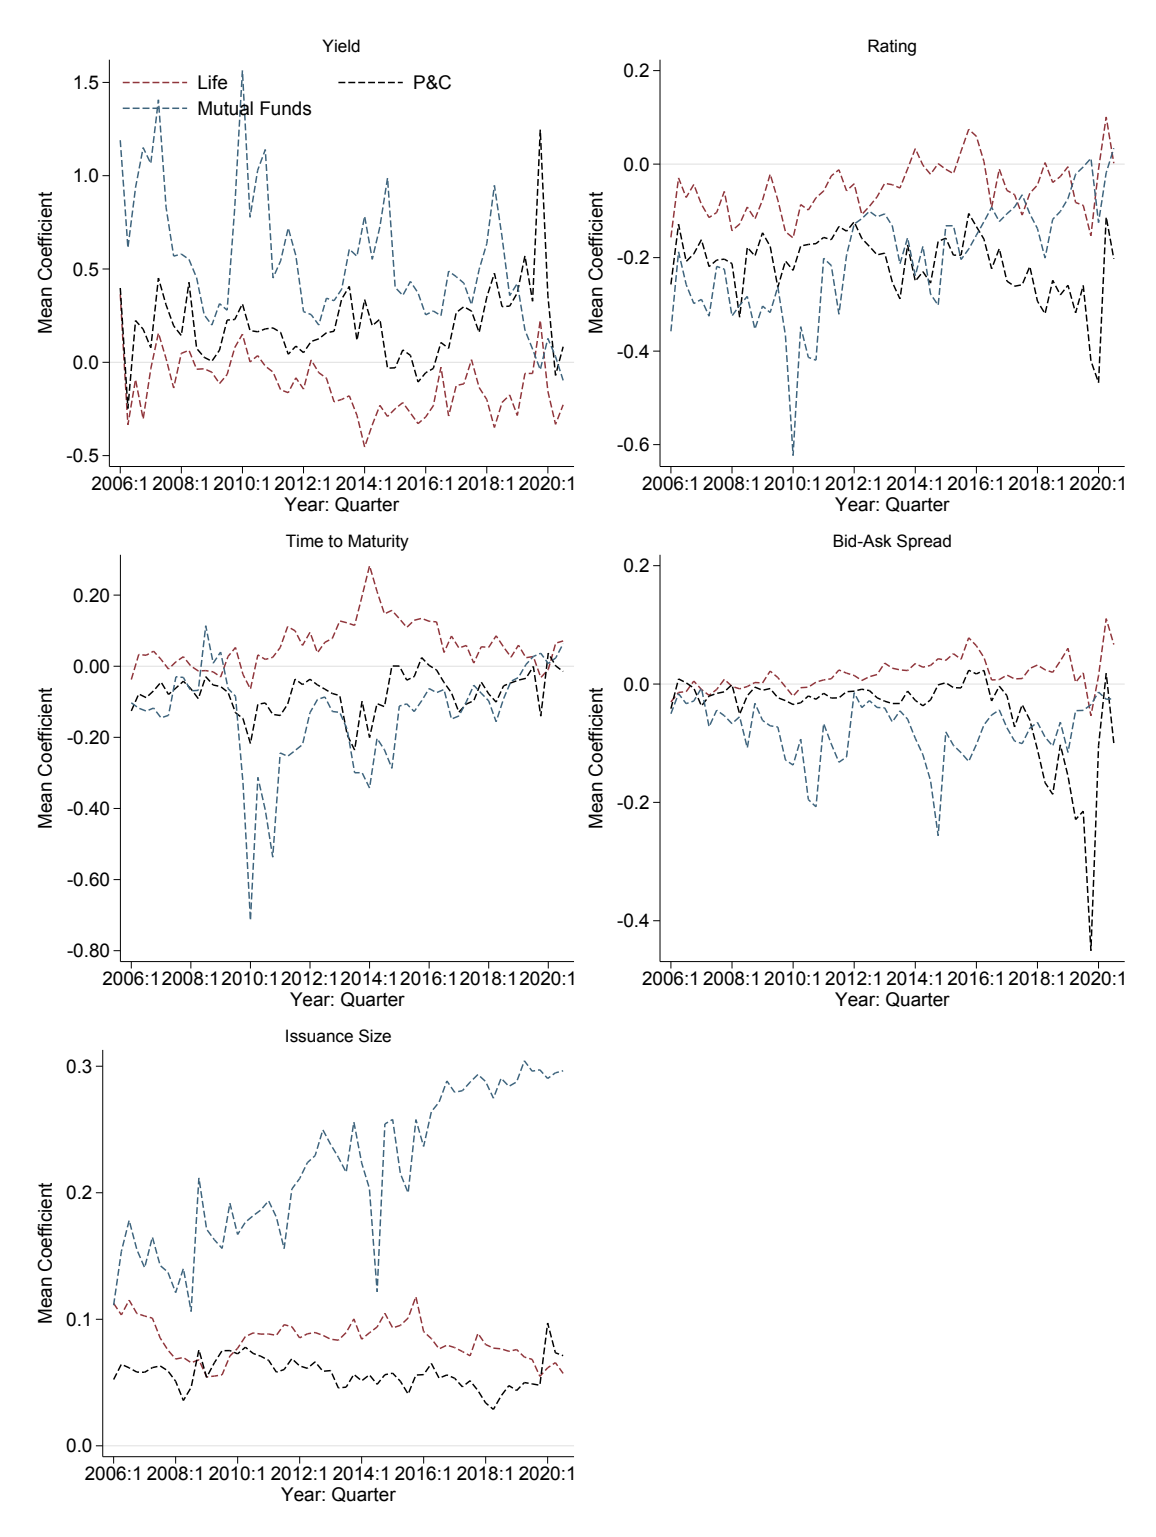 Yield
Life
P&C
Mutual Funds
1.5
1.0
0.5
0.0
-0.5
Mean Coefficient
2006:1 2008:1 2010:1 2012:1 2014:1 2016:1 2018:1 2020:1
Year: Quarter
Rating
0.2
0.0
-0.2
-0.4
-0.6
Mean Coefficient
2006:1 2008:1 2010:1 2012:1 2014:1 2016:1 2018:1 2020:1
Year: Quarter
Time to Maturity
0.20
0.00
-0.20
-0.40
-0.60
-0.80
Mean Coefficient
2006:1 2008:1 2010:1 2012:1 2014:1 2016:1 2018:1 2020:1
Year: Quarter
Bid-Ask Spread
0.2
0.0
-0.2
-0.4
Mean Coefficient
2006:1 2008:1 2010:1 2012:1 2014:1 2016:1 2018:1 2020:1
Year: Quarter
Issuance Size
0.3
0.2
0.1
0.0
Mean Coefficient
2006:1 2008:1 2010:1 2012:1 2014:1 2016:1 2018:1 2020:1
Year: Quarter